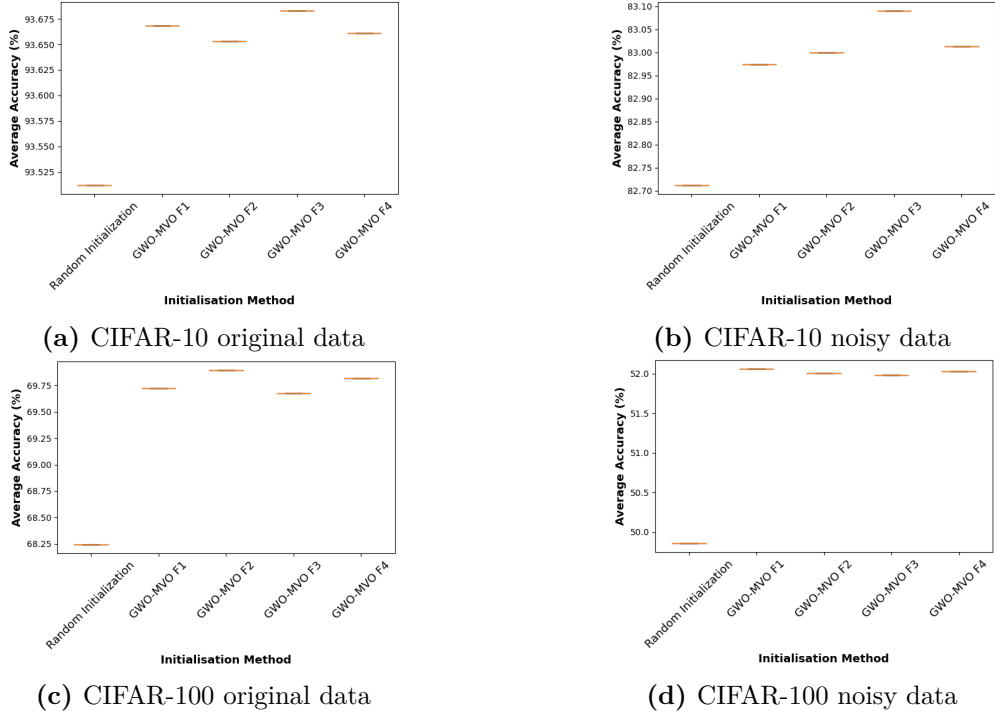 Average Accuracy (%)
93.675
93.650
93.625
93.600
93.575
93.550
93.525
Random Initialization
GWO-MVO F1
GWO-MVO F2
GWO-MVO F3
GWO-MVO F4
Initialisation Method
(a) CIFAR-10 original data
Average Accuracy (%)
83.10
83.05
83.00
82.95
82.90
82.85
82.80
82.75
82.70
Random Initialization
GWO-MVO F1
GWO-MVO F2
GWO-MVO F3
GWO-MVO F4
Initialisation Method
(b) CIFAR-10 noisy data
Average Accuracy (%)
69.75
69.50
69.25
69.00
68.75
68.50
68.25
Random Initialization
GWO-MVO F1
GWO-MVO F2
GWO-MVO F3
GWO-MVO F4
Initialisation Method
(c) CIFAR-100 original data
Average Accuracy (%)
52.0
51.5
51.0
50.5
50.0
Random Initialization
GWO-MVO F1
GWO-MVO F2
GWO-MVO F3
GWO-MVO F4
Initialisation Method
(d) CIFAR-100 noisy data